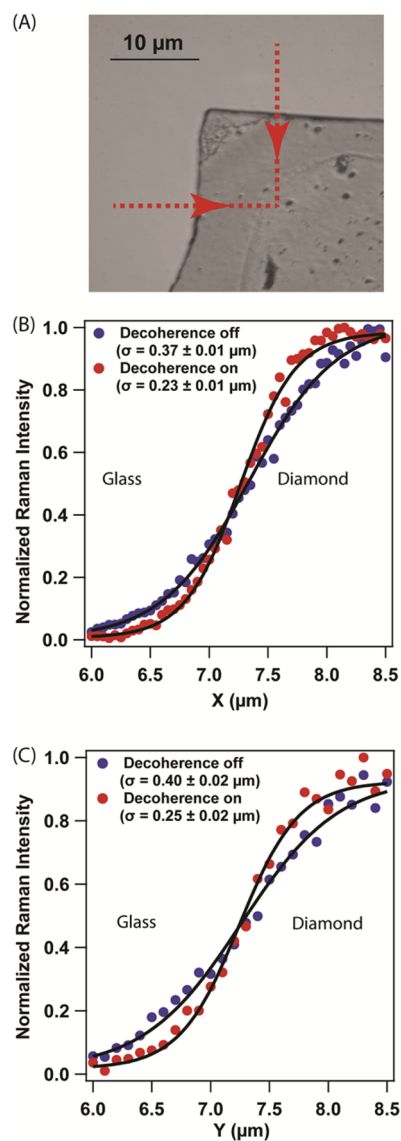 (A)
10 µm
(B)
Normalized Raman Intensity
1.0
0.8
0.6
0.4
0.2
0.0
Decoherence off
(σ = 0.37 ± 0.01 µm)
Decoherence on
(σ = 0.23 ± 0.01 µm)
Glass
Diamond
6.0 6.5 7.0 7.5 8.0 8.5
X (µm)
(C)
Normalized Raman Intensity
1.0
0.8
0.6
0.4
0.2
0.0
Decoherence off
(σ = 0.40 ± 0.02 µm)
Decoherence on
(σ = 0.25 ± 0.02 µm)
Glass
Diamond
6.0 6.5 7.0 7.5 8.0 8.5
Y (µm)